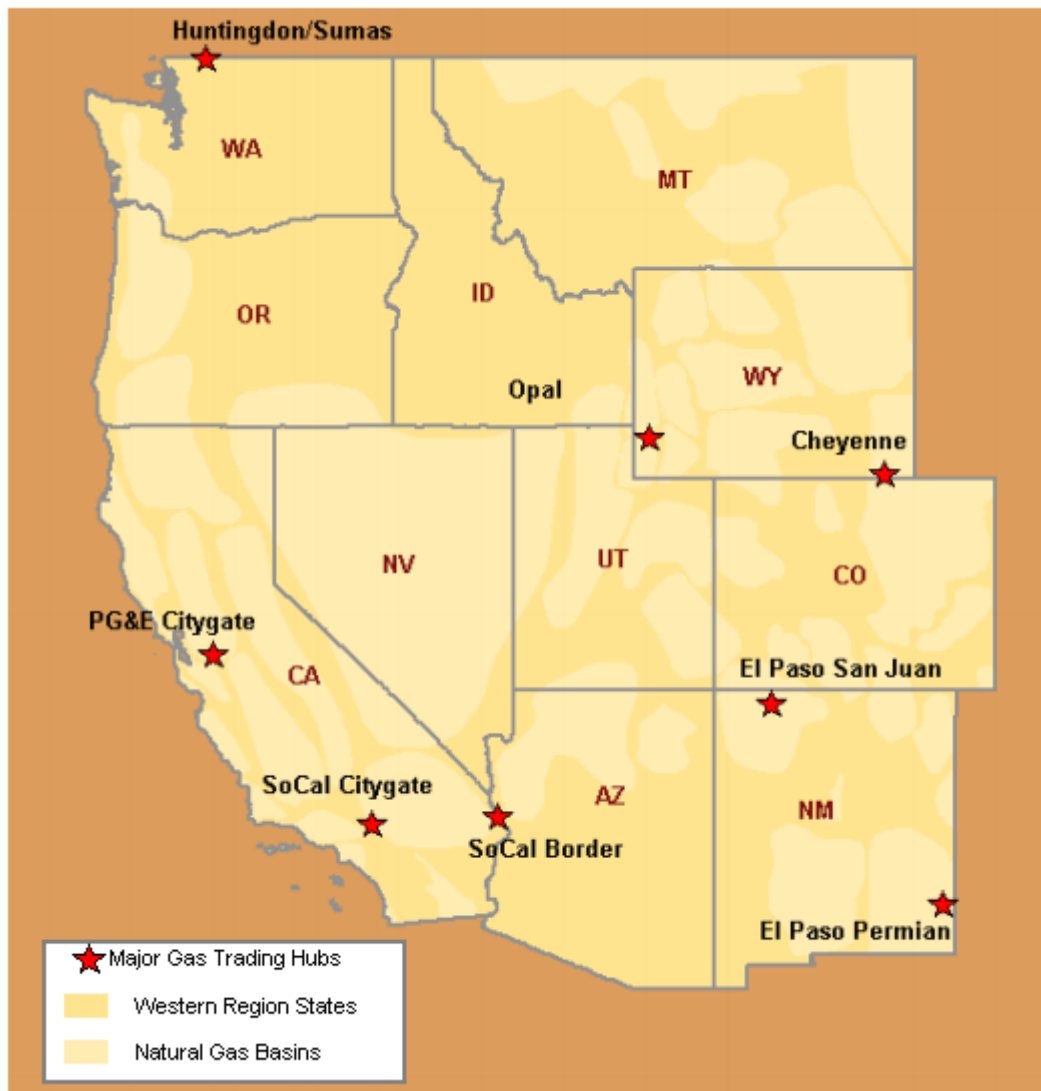 Huntingdon/Sumas
WA
MT
ID
OR
WY
Opal
Cheyenne
NV
UT
CO
PG&E Citygate
CA
El Paso San Juan
SoCal Citygate
AZ
NM
SoCal Border
El Paso Permian
Major Gas Trading Hubs
Western Region States
Natural Gas Basins